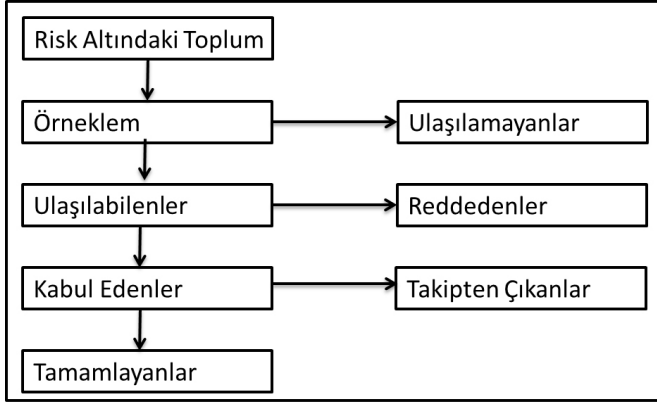 Risk Altındaki Toplum
Örneklem
Ulaşılamayanlar
Ulaşılabilenler
Reddedenler
Kabul Edenler
Takipten Çıkanlar
Tamamlayanlar